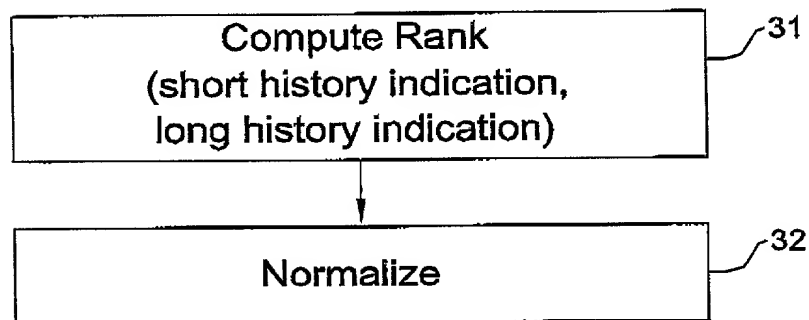 Compute Rank
(short history indication,
long history indication)
31
Normalize
32